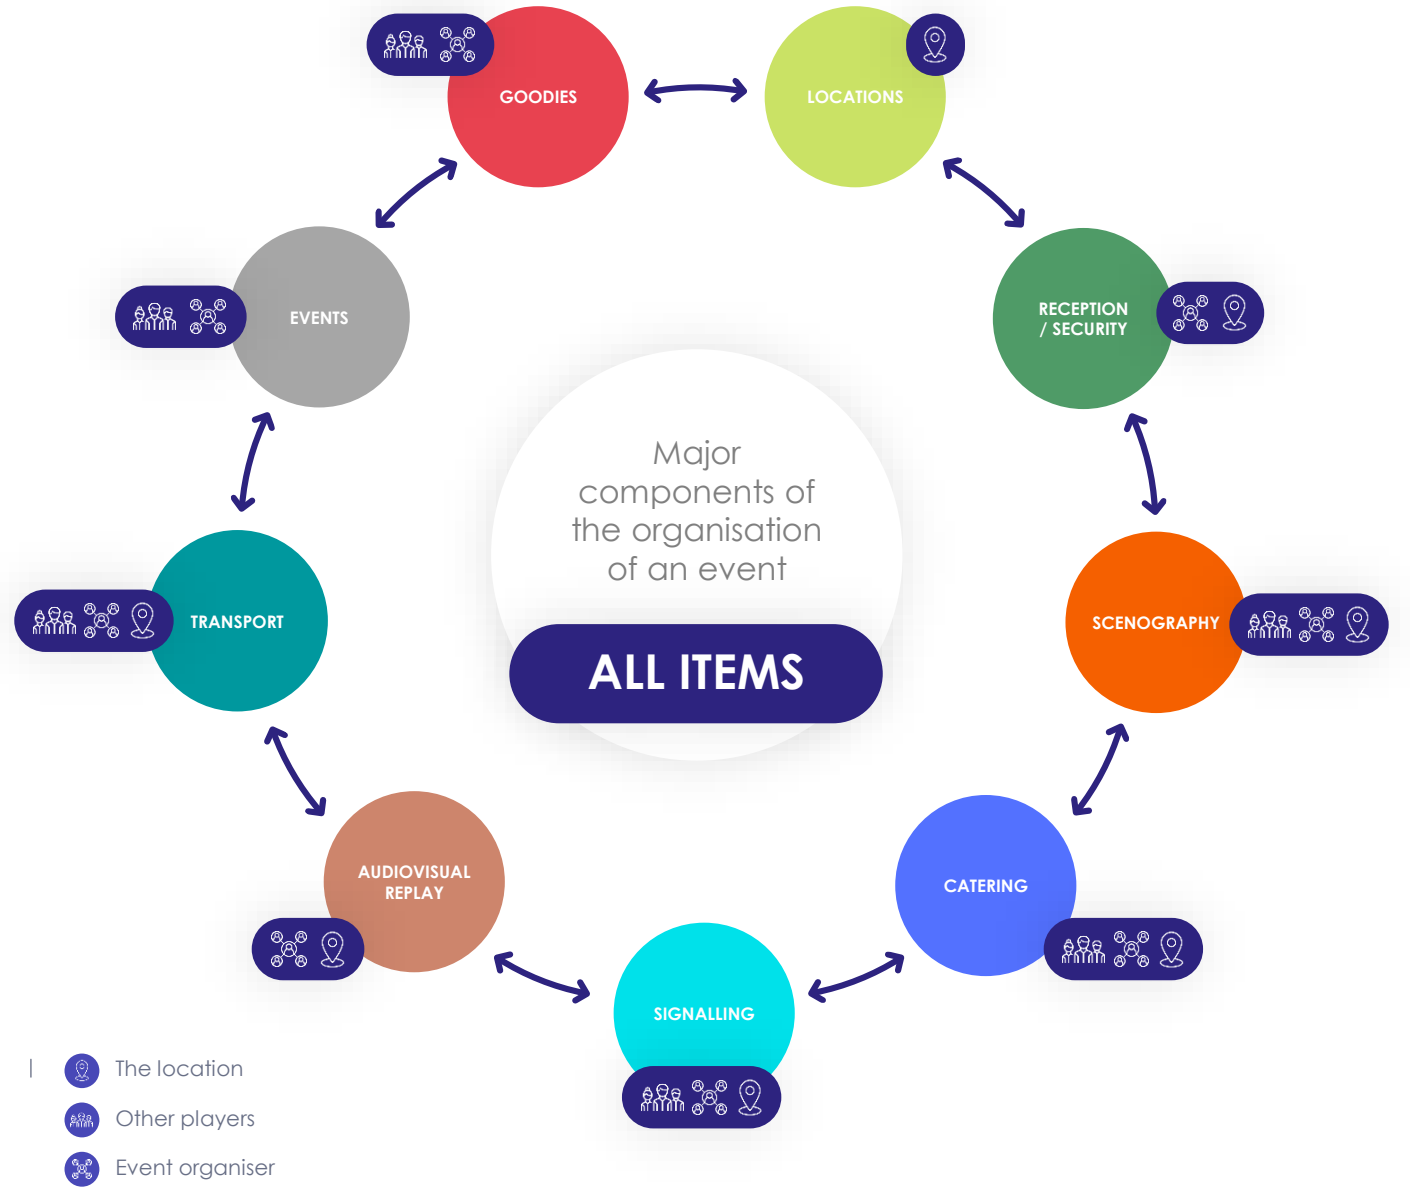 GOODIES
LOCATIONS
EVENTS
RECEPTION
/ SECURITY
Major
components of
the organisation
of an event
ALL ITEMS
TRANSPORT
SCENOGRAPHY
AUDIOVISUAL
REPLAY
CATERING
SIGNALLING
| The location
Other players
Event organiser